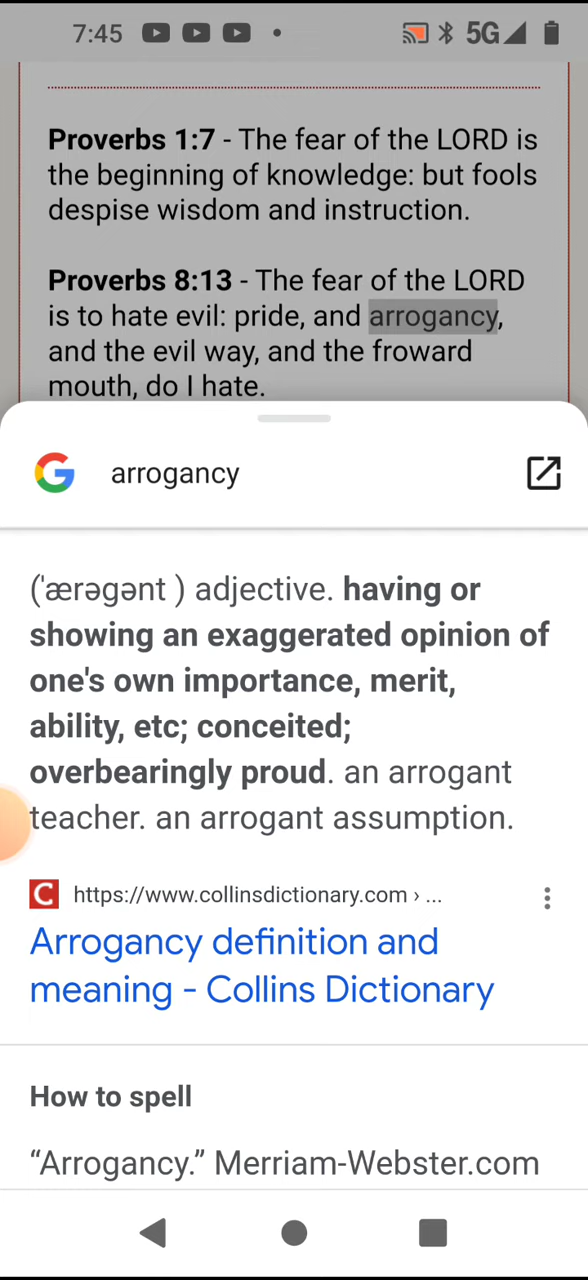 7:45
5G
Proverbs 1:7 - The fear of the LORD is
the beginning of knowledge: but fools
despise wisdom and instruction.
Proverbs 8:13 - The fear of the LORD
is to hate evil: pride, and arrogancy,
and the evil way, and the froward
mouth, do I hate.
arrogancy
('ærəgənt ) adjective. having or
showing an exaggerated opinion of
one's own importance, merit,
ability, etc; conceited;
overbearingly proud. an arrogant
teacher. an arrogant assumption.
C https://www.collinsdictionary.com › ...
Arrogancy definition and
meaning - Collins Dictionary
How to spell
“Arrogancy.” Merriam-Webster.com